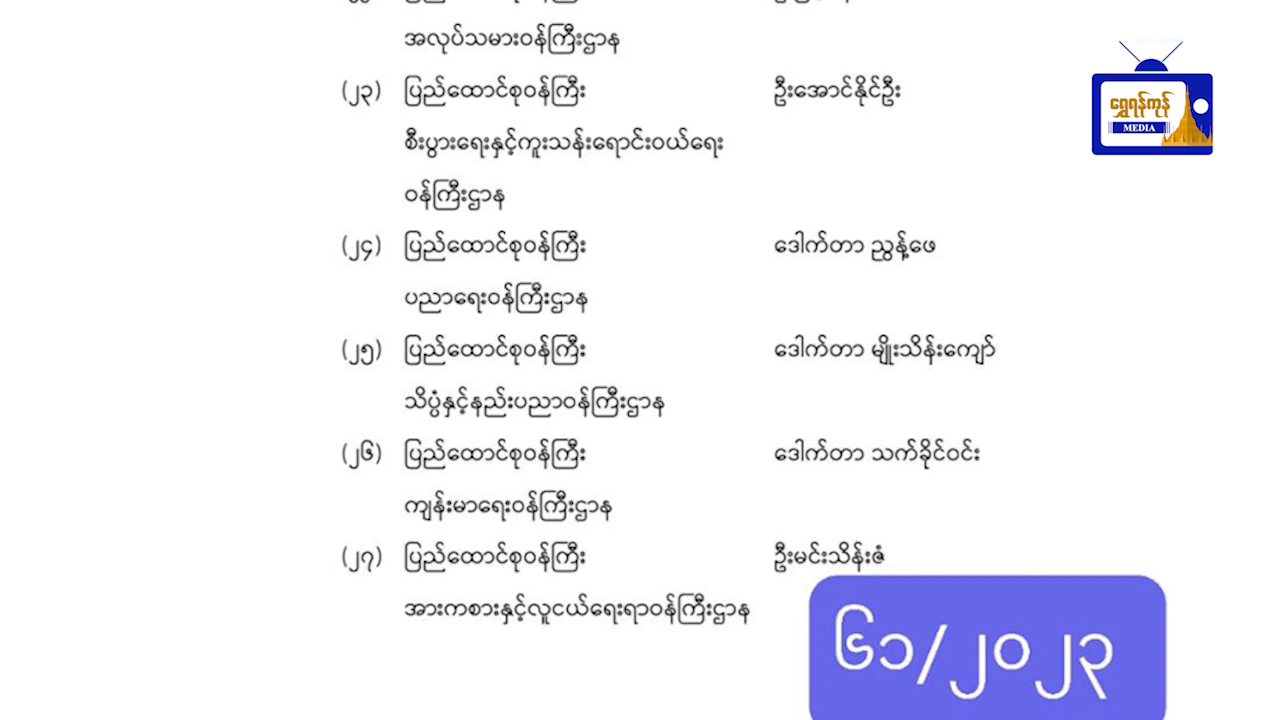 အလုပ်သမားဝန်ကြီးဌာန
(၂၃) ပြည်ထောင်စုဝန်ကြီး ဦးအောင်နိုင်ဦး
စီးပွားရေးနှင့်ကူးသန်းရောင်းဝယ်ရေး
ဝန်ကြီးဌာန
(၂၄) ပြည်ထောင်စုဝန်ကြီး ဒေါက်တာ ညွန့်ဖေ
ပညာရေးဝန်ကြီးဌာန
(၂၅) ပြည်ထောင်စုဝန်ကြီး ဒေါက်တာ မျိုးသိန်းကျော်
သိပ္ပံနှင့်နည်းပညာဝန်ကြီးဌာန
(၂၆) ပြည်ထောင်စုဝန်ကြီး ဒေါက်တာ သက်ခိုင်ဝင်း
ကျန်းမာရေးဝန်ကြီးဌာန
(၂၇) ပြည်ထောင်စုဝန်ကြီး ဦးမင်းသိန်းဇံ
အားကစားနှင့်လူငယ်ရေးရာဝန်ကြီးဌာန
၆၁/၂၀၂၃
ရွှေရန်ကုန်
MEDIA